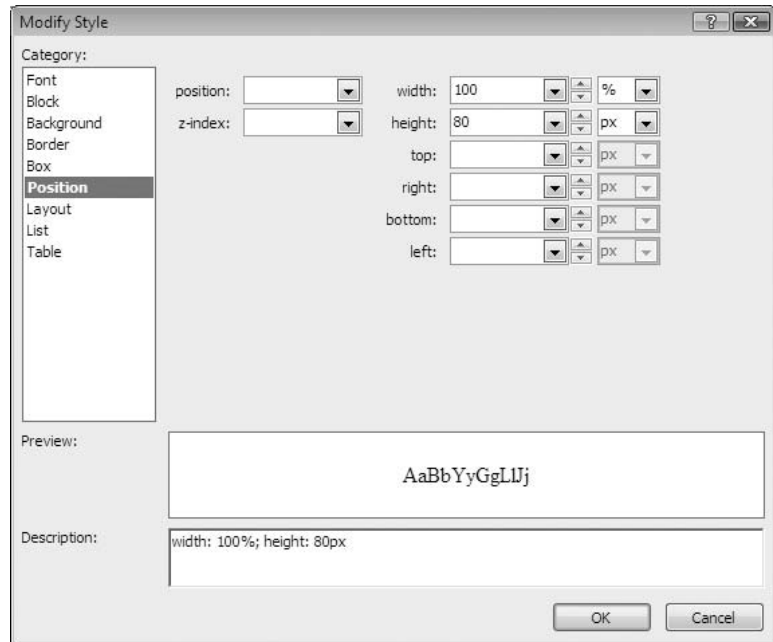 Modify Style
?
Category:
Font
Block
Background
Border
Box
Position
Layout
List
Table
position:
z-index:
width: 100 %
height: 80 px
top: px
right: px
bottom: px
left: px
Preview:
AaBbYyGgLlJj
Description:
width: 100%; height: 80px
OK Cancel